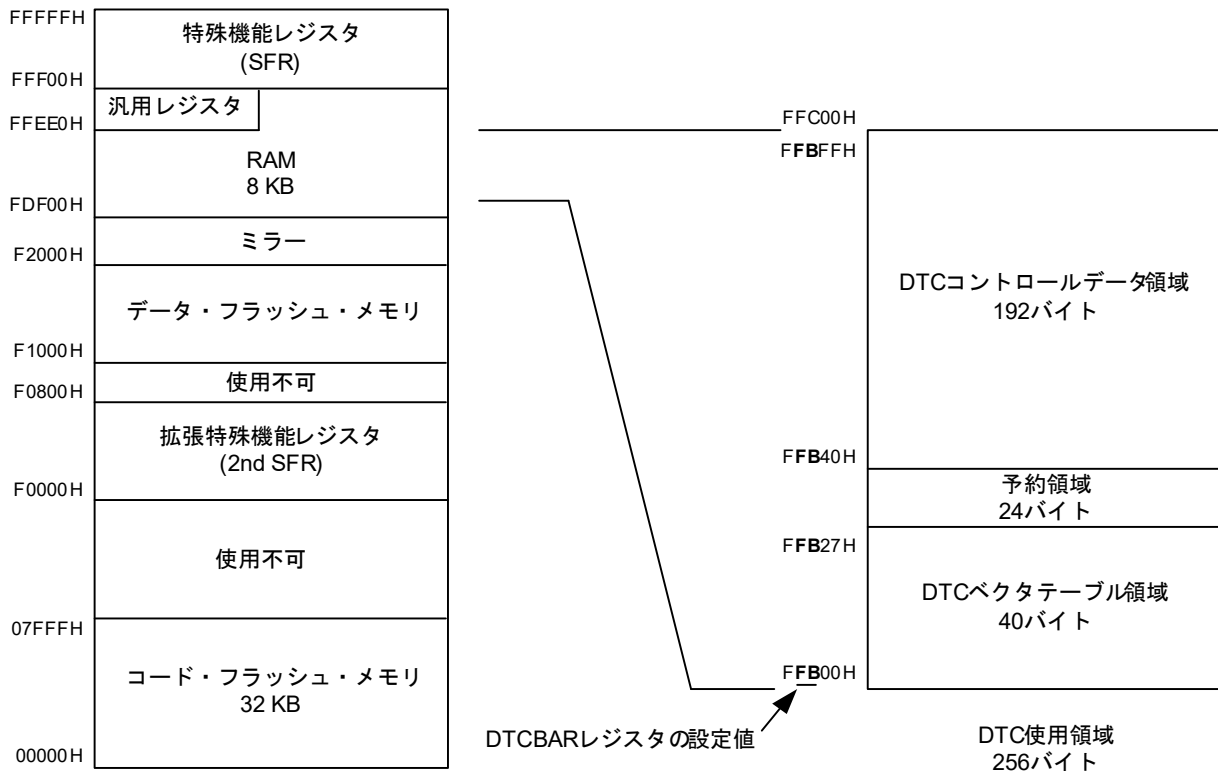 FFFFFH
特殊機能レジスタ
(SFR)
FFF00H
汎用レジスタ
FFEE0H
RAM
8 KB
FDF00H
ミラー
F2000H
データ・フラッシュ・メモリ
F1000H
使用不可
F0800H
拡張特殊機能レジスタ
(2nd SFR)
F0000H
使用不可
07FFFH
コード・フラッシュ・メモリ
32 KB
00000H
FFC00H
FFBFFH
DTCコントロールデータ領域
192バイト
FFB40H
予約領域
24バイト
FFB27H
DTCベクタテーブル領域
40バイト
FFB00H
DTCBARレジスタの設定値
DTC使用領域
256バイト